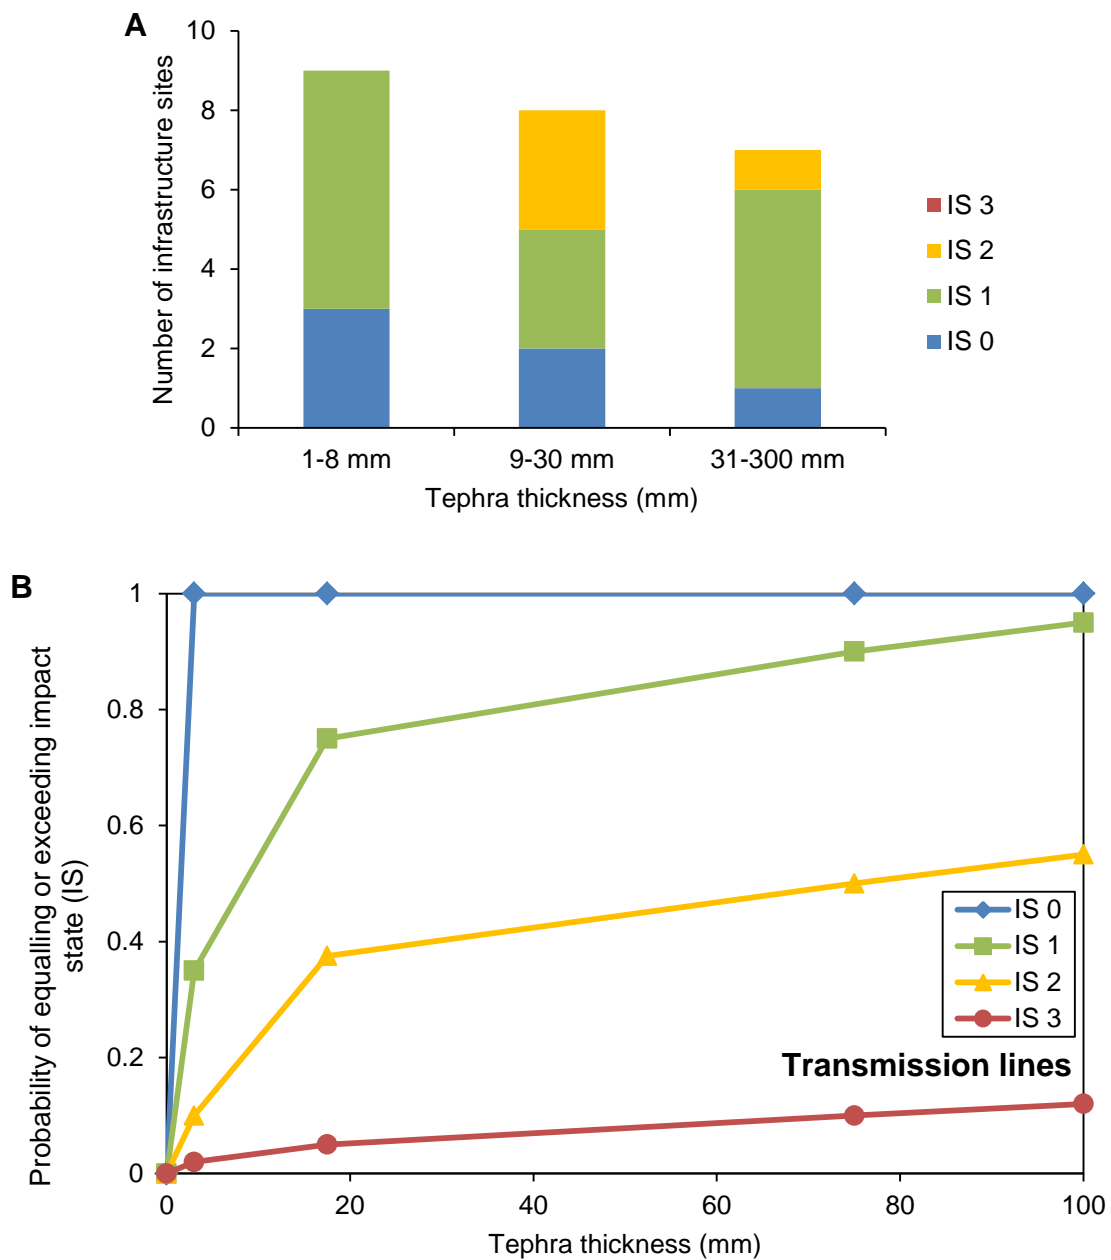 A
Number of infrastructure sites
10
8
6
4
2
0
1-8 mm
9-30 mm
31-300 mm
Tephra thickness (mm)
IS 3
IS 2
IS 1
IS 0
B
Probability of equalling or exceeding impact
state (IS)
1
0.8
0.6
0.4
0.2
0
0
20
40
60
80
100
Tephra thickness (mm)
IS 0
IS 1
IS 2
IS 3
Transmission lines